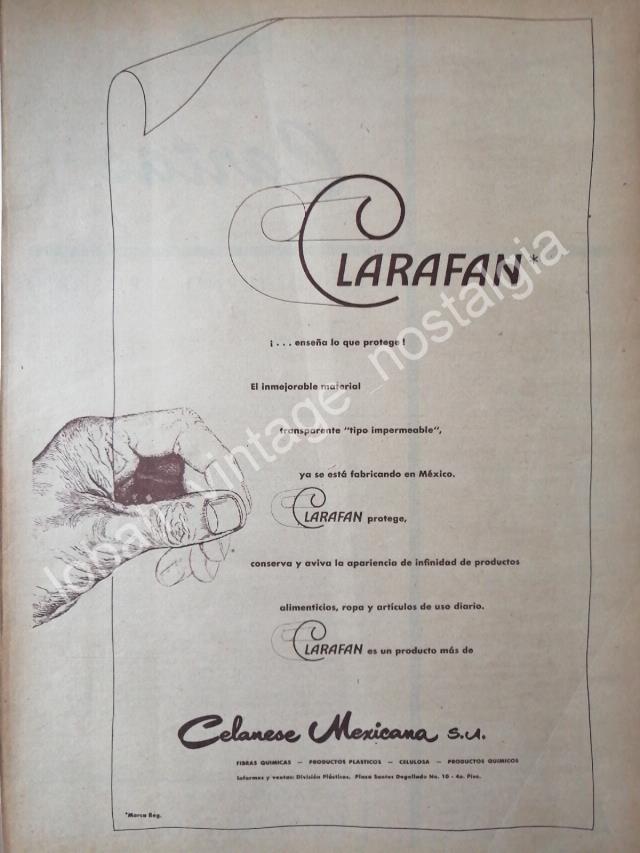 CLARAFAN*
¡... enseña lo que protege!
El inmejorable material
transparente "tipo impermeable",
ya se está fabricando en México.
CLARAFAN protege,
conserva y aviva la apariencia de infinidad de productos
alimenticios, ropa y artículos de uso diario.
CLARAFAN es un producto más de
Celanese Mexicana S.A.
FIBRAS QUIMICAS — PRODUCTOS PLASTICOS — CELULOSA — PRODUCTOS QUIMICOS
Informes y ventas: División Plásticos, Plaza Santos Degollado No. 10 - 4o. Piso.
*Marca Reg.
vintage nostalgia